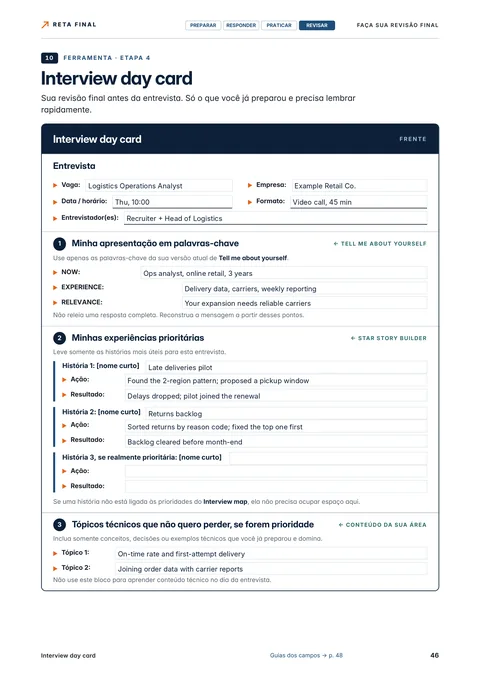 RETA FINAL
PREPARAR RESPONDER PRATICAR REVISAR
FAÇA SUA REVISÃO FINAL
10 FERRAMENTA · ETAPA 4
Interview day card
Sua revisão final antes da entrevista. Só o que você já preparou e precisa lembrar
rapidamente.
Interview day card FRENTE
Entrevista
Vaga: Logistics Operations Analyst Empresa: Example Retail Co.
Data / horário: Thu, 10:00 Formato: Video call, 45 min
Entrevistador(es): Recruiter + Head of Logistics
1 Minha apresentação em palavras-chave ← TELL ME ABOUT YOURSELF
Use apenas as palavras-chave da sua versão atual de Tell me about yourself.
NOW: Ops analyst, online retail, 3 years
EXPERIENCE: Delivery data, carriers, weekly reporting
RELEVANCE: Your expansion needs reliable carriers
Não releia uma resposta completa. Reconstrua a mensagem a partir desses pontos.
2 Minhas experiências prioritárias ← STAR STORY BUILDER
Leve somente as histórias mais úteis para esta entrevista.
História 1: [nome curto] Late deliveries pilot
Ação: Found the 2-region pattern; proposed a pickup window
Resultado: Delays dropped; pilot joined the renewal
História 2: [nome curto] Returns backlog
Ação: Sorted returns by reason code; fixed the top one first
Resultado: Backlog cleared before month-end
História 3, se realmente prioritária: [nome curto]
Ação:
Resultado:
Se uma história não está ligada às prioridades do Interview map, ela não precisa ocupar espaço aqui.
3 Tópicos técnicos que não quero perder, se forem prioridade ← CONTEÚDO DA SUA ÁREA
Inclua somente conceitos, decisões ou exemplos técnicos que você já preparou e domina.
Tópico 1: On-time rate and first-attempt delivery
Tópico 2: Joining order data with carrier reports
Não use este bloco para aprender conteúdo técnico no dia da entrevista.
Interview day card Guias dos campos → p. 48 46